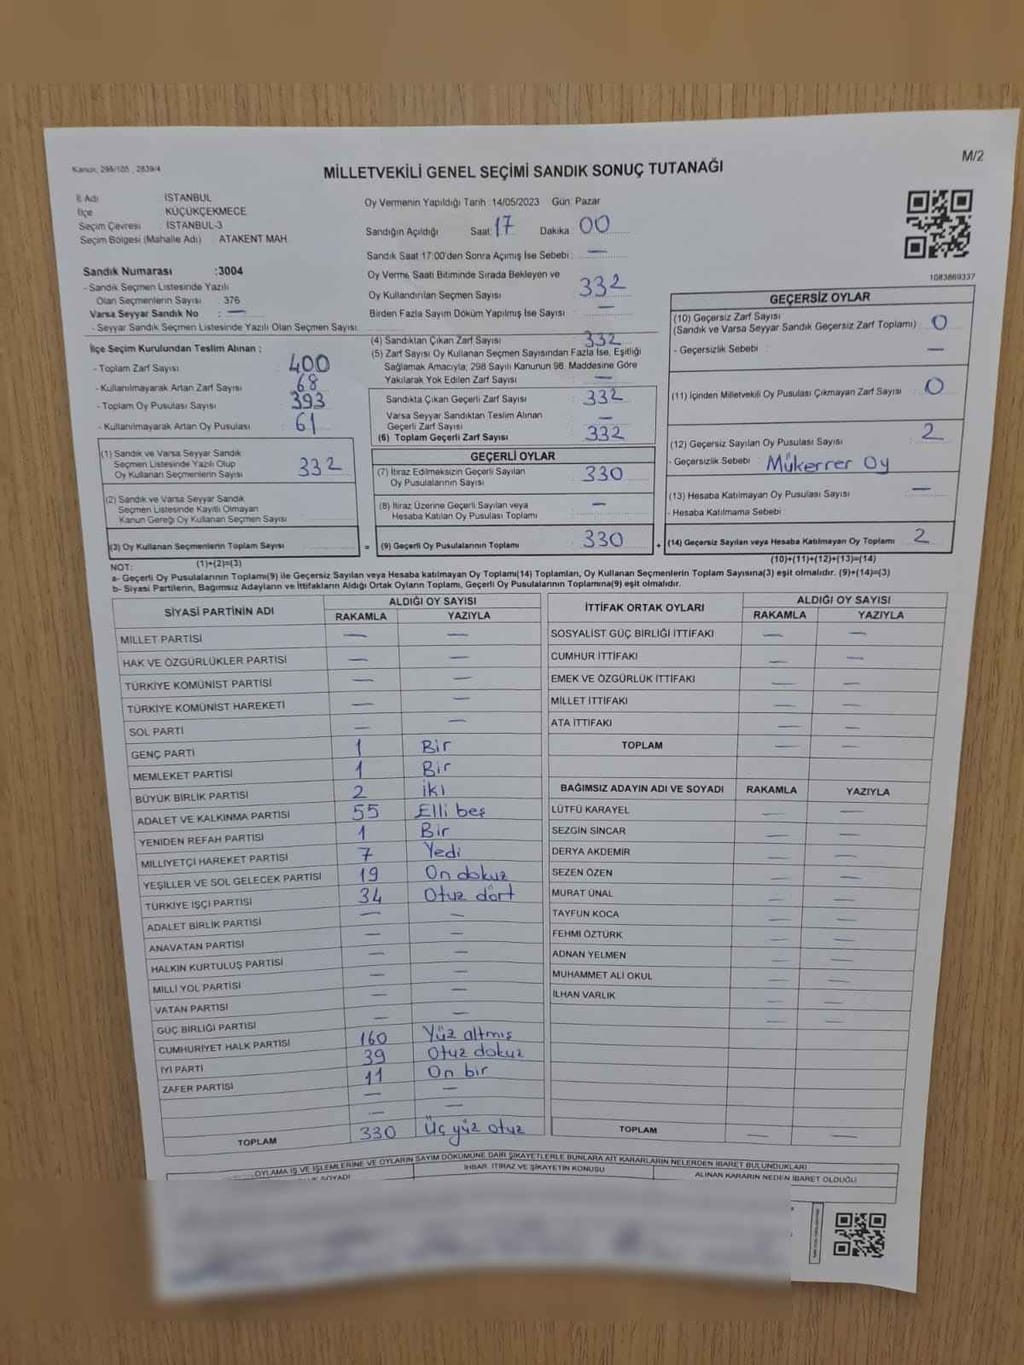 Kanun, 298/105 , 2839/4
M/2
MİLLETVEKİLİ GENEL SEÇİMİ SANDIK SONUÇ TUTANAĞI
İl Adı İSTANBUL
İlçe KÜÇÜKÇEKMECE
Seçim Çevresi : İSTANBUL-3
Seçim Bölgesi (Mahalle Adı) ATAKENT MAH.
Oy Vermenin Yapıldığı Tarih : 14/05/2023 Gün: Pazar
Sandığın Açıldığı Saat: 17 Dakika: 00
Sandık Saat 17:00'den Sonra Açılmış İse Sebebi : —
Oy Verme Saati Bitiminde Sırada Bekleyen ve
Oy Kullandırılan Seçmen Sayısı : 332
Birden Fazla Sayım Döküm Yapılmış İse Sayısı : —
1083869337
Sandık Numarası :3004
- Sandık Seçmen Listesinde Yazılı
Olan Seçmenlerin Sayısı : 376
Varsa Seyyar Sandık No : —
- Seyyar Sandık Seçmen Listesinde Yazılı Olan Seçmen Sayısı:
İlçe Seçim Kurulundan Teslim Alınan :
- Toplam Zarf Sayısı : 400
- Kullanılmayarak Artan Zarf Sayısı : 68
- Toplam Oy Pusulası Sayısı : 393
- Kullanılmayarak Artan Oy Pusulası : 61
(1) Sandık ve Varsa Seyyar Sandık
Seçmen Listesinde Yazılı Olup
Oy Kullanan Seçmenlerin Sayısı : 332
(2) Sandık ve Varsa Seyyar Sandık
Seçmen Listesinde Kayıtlı Olmayan
Kanun Gereği Oy Kullanan Seçmen Sayısı :
(3) Oy Kullanan Seçmenlerin Toplam Sayısı :
(1)+(2)=(3)
(4) Sandıktan Çıkan Zarf Sayısı : 332
(5) Zarf Sayısı Oy Kullanan Seçmen Sayısından Fazla İse, Eşitliği
Sağlamak Amacıyla; 298 Sayılı Kanunun 98. Maddesine Göre
Yakılarak Yok Edilen Zarf Sayısı : —
Sandıkta Çıkan Geçerli Zarf Sayısı : 332
Varsa Seyyar Sandıktan Teslim Alınan
Geçerli Zarf Sayısı : —
(6) Toplam Geçerli Zarf Sayısı : 332
GEÇERLİ OYLAR
(7) İtiraz Edilmeksizin Geçerli Sayılan
Oy Pusulalarının Sayısı : 330
(8) İtiraz Üzerine Geçerli Sayılan veya
Hesaba Katılan Oy Pusulası Toplamı : —
= (9) Geçerli Oy Pusulalarının Toplamı : 330 +
GEÇERSİZ OYLAR
(10) Geçersiz Zarf Sayısı : 0
(Sandık ve Varsa Seyyar Sandık Geçersiz Zarf Toplamı)
- Geçersizlik Sebebi : —
(11) İçinden Milletvekili Oy Pusulası Çıkmayan Zarf Sayısı : 0
(12) Geçersiz Sayılan Oy Pusulası Sayısı : 2
- Geçersizlik Sebebi : Mükerrer Oy
(13) Hesaba Katılmayan Oy Pusulası Sayısı : —
- Hesaba Katılmama Sebebi :
(14) Geçersiz Sayılan veya Hesaba Katılmayan Oy Toplamı : 2
(10)+(11)+(12)+(13)=(14)
NOT:
a- Geçerli Oy Pusulalarının Toplamı(9) ile Geçersiz Sayılan veya Hesaba katılmayan Oy Toplamı(14) Toplamları, Oy Kullanan Seçmenlerin Toplam Sayısına(3) eşit olmalıdır. (9)+(14)=(3)
b- Siyasi Partilerin, Bağımsız Adayların ve İttifakların Aldığı Ortak Oyların Toplamı, Geçerli Oy Pusulalarının Toplamına(9) eşit olmalıdır.
SİYASİ PARTİNİN ADI ALDIĞI OY SAYISI
RAKAMLA YAZIYLA
MİLLET PARTİSİ — —
HAK VE ÖZGÜRLÜKLER PARTİSİ — —
TÜRKİYE KOMÜNİST PARTİSİ — —
TÜRKİYE KOMÜNİST HAREKETİ — —
SOL PARTİ — —
GENÇ PARTİ 1 Bir
MEMLEKET PARTİSİ 1 Bir
BÜYÜK BİRLİK PARTİSİ 2 İki
ADALET VE KALKINMA PARTİSİ 55 Elli beş
YENİDEN REFAH PARTİSİ 1 Bir
MİLLİYETÇİ HAREKET PARTİSİ 7 Yedi
YEŞİLLER VE SOL GELECEK PARTİSİ 19 On dokuz
TÜRKİYE İŞÇİ PARTİSİ 34 Otuz dört
ADALET BİRLİK PARTİSİ — —
ANAVATAN PARTİSİ — —
HALKIN KURTULUŞ PARTİSİ — —
MİLLİ YOL PARTİSİ — —
VATAN PARTİSİ — —
GÜÇ BİRLİĞİ PARTİSİ — —
CUMHURİYET HALK PARTİSİ 160 Yüz altmış
İYİ PARTİ 39 Otuz dokuz
ZAFER PARTİSİ 11 On bir
— —
— —
TOPLAM 330 Üç yüz otuz
İTTİFAK ORTAK OYLARI ALDIĞI OY SAYISI
RAKAMLA YAZIYLA
SOSYALİST GÜÇ BİRLİĞİ İTTİFAKI — —
CUMHUR İTTİFAKI — —
EMEK VE ÖZGÜRLÜK İTTİFAKI — —
MİLLET İTTİFAKI — —
ATA İTTİFAKI — —
TOPLAM — —
BAĞIMSIZ ADAYIN ADI VE SOYADI RAKAMLA YAZIYLA
LÜTFÜ KARAYEL — —
SEZGİN SİNCAR — —
DERYA AKDEMİR — —
SEZEN ÖZEN — —
MURAT ÜNAL — —
TAYFUN KOCA — —
FEHMİ ÖZTÜRK — —
ADNAN YELMEN — —
MUHAMMET ALİ OKUL — —
İLHAN VARLIK — —
TOPLAM — —
OYLAMA İŞ VE İŞLEMLERİNE VE OYLARIN SAYIM DÖKÜMÜNE DAİR ŞİKAYETLERLE BUNLARA AİT KARARLARIN NELERDEN İBARET BULUNDUKLARI
SOYADI İHBAR, İTİRAZ VE ŞİKAYETİN KONUSU ALINAN KARARIN NEDEN İBARET OLDUĞU